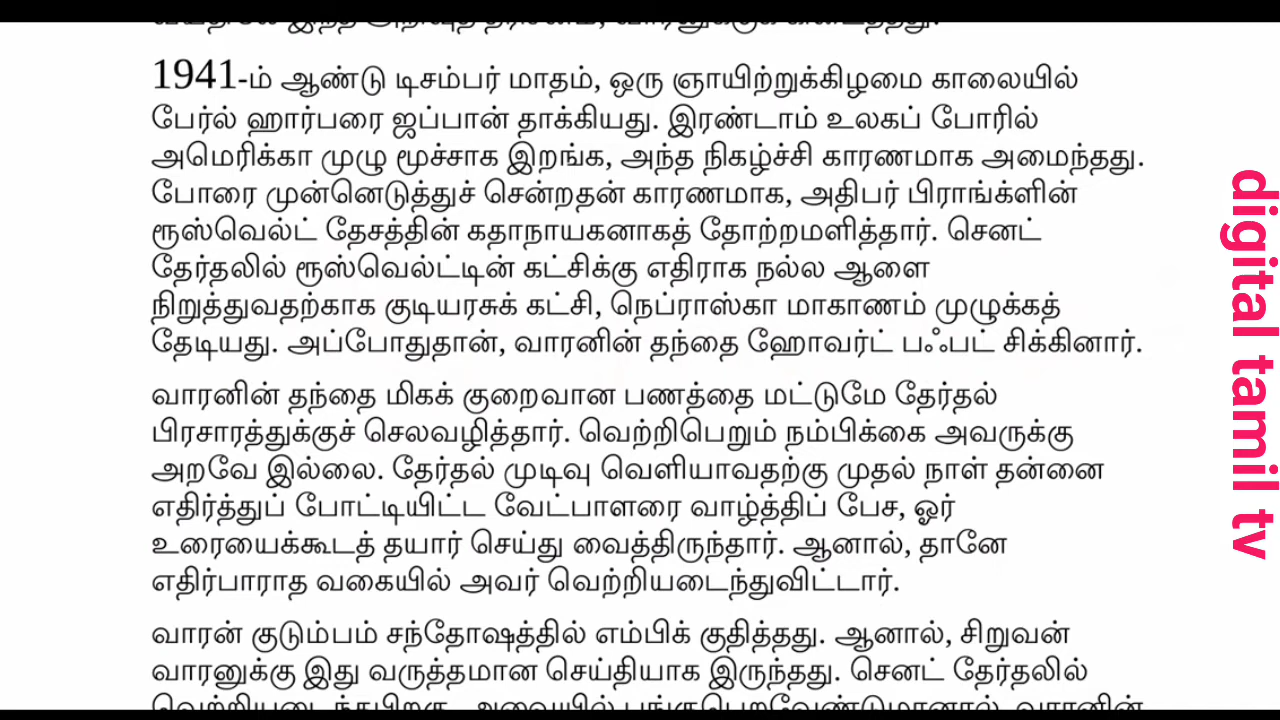 1941-ம் ஆண்டு டிசம்பர் மாதம், ஒரு ஞாயிற்றுக்கிழமை காலையில்
பேர்ல் ஹார்பரை ஜப்பான் தாக்கியது. இரண்டாம் உலகப் போரில்
அமெரிக்கா முழு மூச்சாக இறங்க, அந்த நிகழ்ச்சி காரணமாக அமைந்தது.
போரை முன்னெடுத்துச் சென்றதன் காரணமாக, அதிபர் பிராங்க்ளின்
ரூஸ்வெல்ட் தேசத்தின் கதாநாயகனாகத் தோற்றமளித்தார். செனட்
தேர்தலில் ரூஸ்வெல்ட்டின் கட்சிக்கு எதிராக நல்ல ஆளை
நிறுத்துவதற்காக குடியரசுக் கட்சி, நெப்ராஸ்கா மாகாணம் முழுக்கத்
தேடியது. அப்போதுதான், வாரனின் தந்தை ஹோவர்ட் பஃபட் சிக்கினார்.
வாரனின் தந்தை மிகக் குறைவான பணத்தை மட்டுமே தேர்தல்
பிரசாரத்துக்குச் செலவழித்தார். வெற்றிபெறும் நம்பிக்கை அவருக்கு
அறவே இல்லை. தேர்தல் முடிவு வெளியாவதற்கு முதல் நாள் தன்னை
எதிர்த்துப் போட்டியிட்ட வேட்பாளரை வாழ்த்திப் பேச, ஓர்
உரையைக்கூடத் தயார் செய்து வைத்திருந்தார். ஆனால், தானே
எதிர்பாராத வகையில் அவர் வெற்றியடைந்துவிட்டார்.
வாரன் குடும்பம் சந்தோஷத்தில் எம்பிக் குதித்தது. ஆனால், சிறுவன்
வாரனுக்கு இது வருத்தமான செய்தியாக இருந்தது. செனட் தேர்தலில்
digital tamil tv